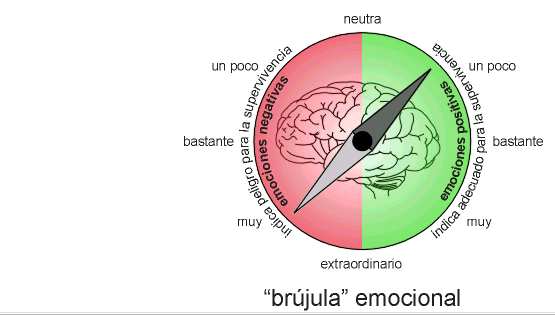 neutra
un poco
un poco
indica peligro para la supervivencia
emociones negativas
emociones positivas
indica adecuado para la supervivencia
bastante
bastante
muy
muy
extraordinario
“brújula” emocional